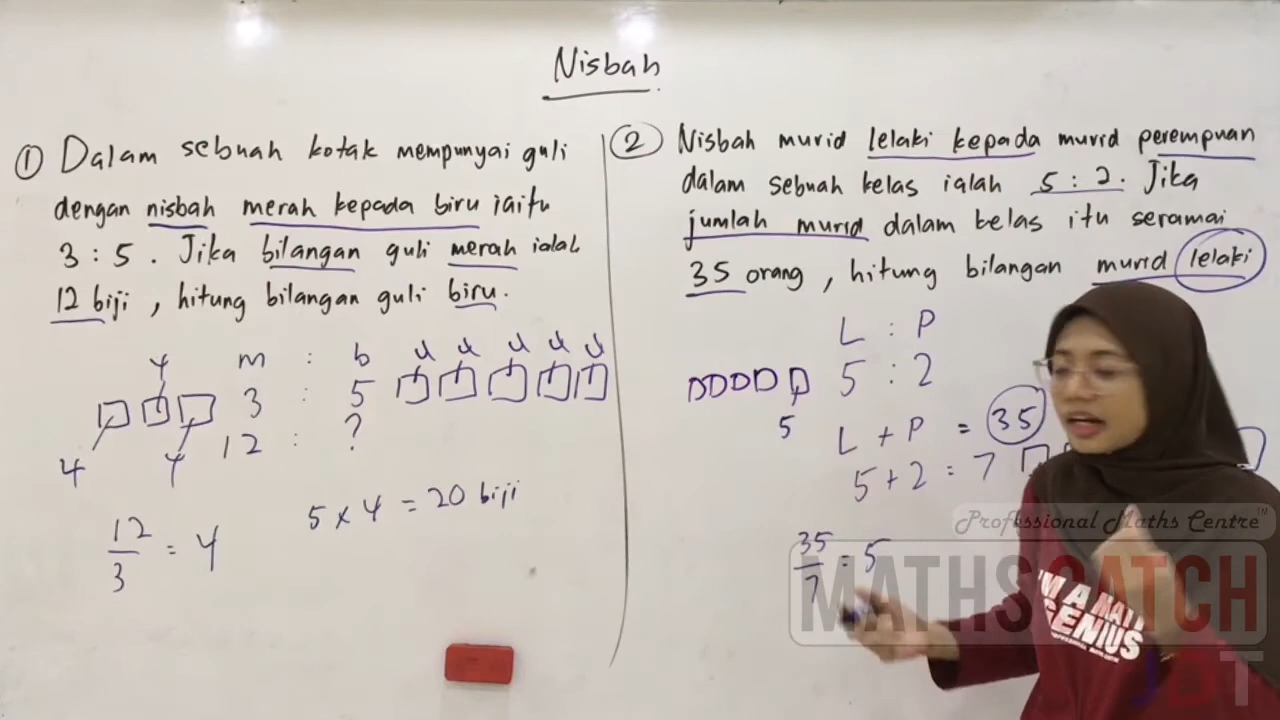 Nisbah
① Dalam sebuah kotak mempunyai guli
dengan nisbah merah kepada biru iaitu
3 : 5 . Jika bilangan guli merah ialah
12 biji , hitung bilangan guli biru .
4 m : b 4 4 4 4 4
3 : 5
12 : ?
4 4
5 x 4 = 20 biji
12/3 = 4
② Nisbah murid lelaki kepada murid perempuan
dalam sebuah kelas ialah 5 : 2 . Jika
jumlah murid dalam kelas itu seramai
35 orang , hitung bilangan murid lelaki
L : P
5 : 2
5
L + P = 35
5 + 2 = 7
35/7 = 5
Professional Maths Centre™
MATHSCATCH
JBT
I'M A MATH
GENIUS